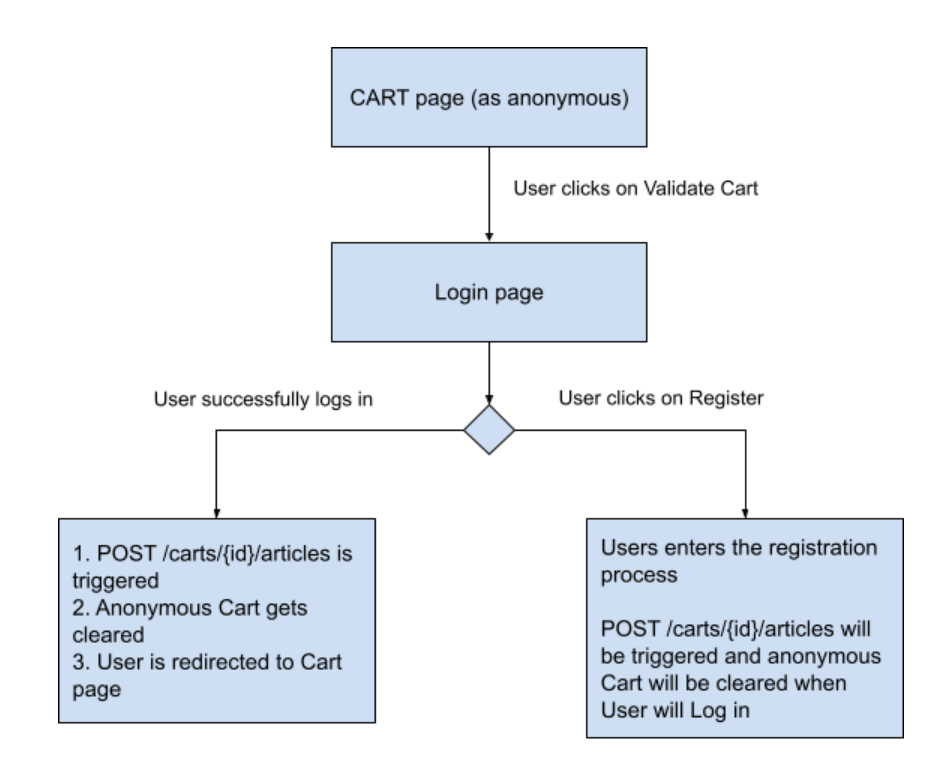 CART page (as anonymous)
User clicks on Validate Cart
Login page
User successfully logs in
User clicks on Register
1. POST /carts/{id}/articles is
triggered
2. Anonymous Cart gets
cleared
3. User is redirected to Cart
page
Users enters the registration
process
POST /carts/{id}/articles will
be triggered and anonymous
Cart will be cleared when
User will Log in